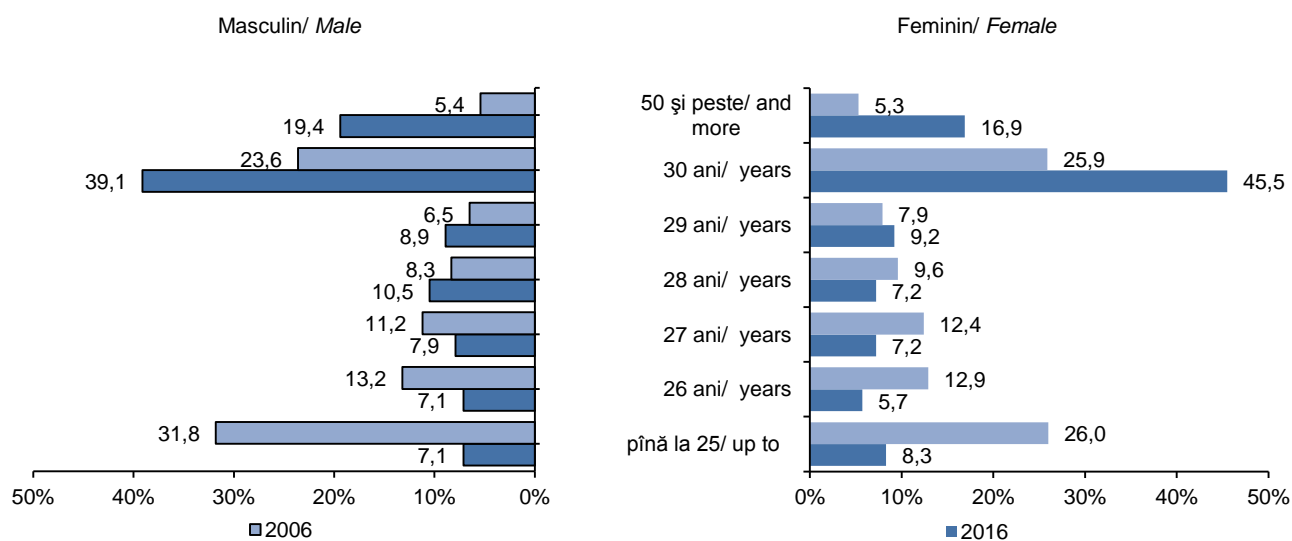 Masculin/ Male
5,4
19,4
23,6
39,1
6,5
8,9
8,3
10,5
11,2
7,9
13,2
7,1
31,8
7,1
50% 40% 30% 20% 10% 0%
2006
Feminin/ Female
50 şi peste/ and
more
5,3
16,9
30 ani/ years
25,9
45,5
29 ani/ years
7,9
9,2
28 ani/ years
9,6
7,2
27 ani/ years
12,4
7,2
26 ani/ years
12,9
5,7
pînă la 25/ up to
26,0
8,3
0% 10% 20% 30% 40% 50%
2016